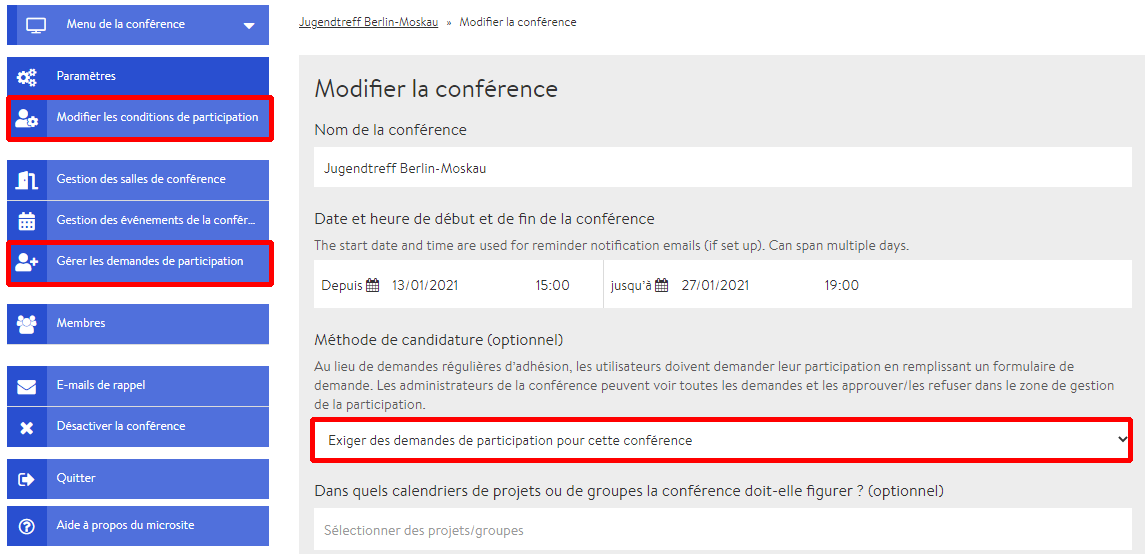 Menu de la conférence
Paramètres
Modifier les conditions de participation
Gestion des salles de conférence
Gestion des événements de la confér...
Gérer les demandes de participation
Membres
E-mails de rappel
Désactiver la conférence
Quitter
Aide à propos du microsite
Jugendtreff Berlin-Moskau » Modifier la conférence
Modifier la conférence
Nom de la conférence
Jugendtreff Berlin-Moskau
Date et heure de début et de fin de la conférence
The start date and time are used for reminder notification emails (if set up). Can span multiple days.
Depuis 13/01/2021 15:00 jusqu'à 27/01/2021 19:00
Méthode de candidature (optionnel)
Au lieu de demandes régulières d'adhésion, les utilisateurs doivent demander leur participation en remplissant un formulaire de
demande. Les administrateurs de la conférence peuvent voir toutes les demandes et les approuver/les refuser dans le zone de gestion
de la participation.
Exiger des demandes de participation pour cette conférence
Dans quels calendriers de projets ou de groupes la conférence doit-elle figurer ? (optionnel)
Sélectionner des projets/groupes